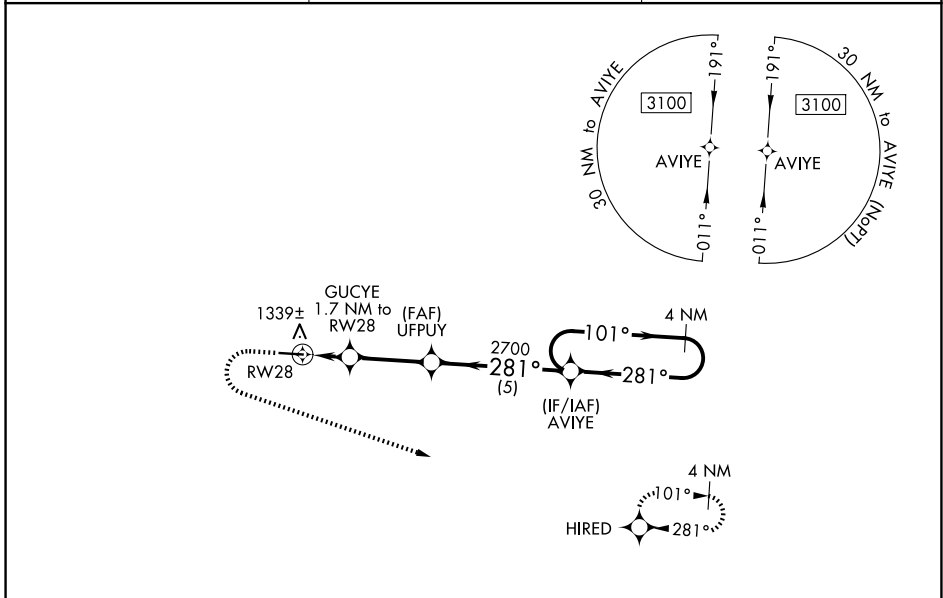 30 NM to AVIYE
191°
3100
AVIYE
011°
30 NM to AVIYE (NoPT)
191°
3100
AVIYE
011°
1339±
GUCYE
1.7 NM to
RW28
(FAF)
UFPUY
RW28
2700
281°
(5)
(IF/IAF)
AVIYE
101°
4 NM
281°
4 NM
101°
HIRED
281°